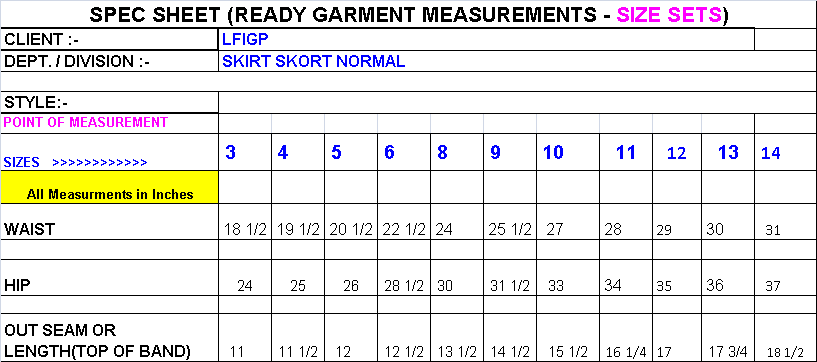 SPEC SHEET (READY GARMENT MEASUREMENTS - SIZE SETS)
CLIENT :- LFIGP
DEPT. / DIVISION :- SKIRT SKORT NORMAL
STYLE:-
POINT OF MEASUREMENT
SIZES >>>>>>>>>>>> 3 4 5 6 8 9 10 11 12 13 14
All Measurments in Inches
WAIST 18 1/2 19 1/2 20 1/2 22 1/2 24 25 1/2 27 28 29 30 31
HIP 24 25 26 28 1/2 30 31 1/2 33 34 35 36 37
OUT SEAM OR
LENGTH(TOP OF BAND) 11 11 1/2 12 12 1/2 13 1/2 14 1/2 15 1/2 16 1/4 17 17 3/4 18 1/2